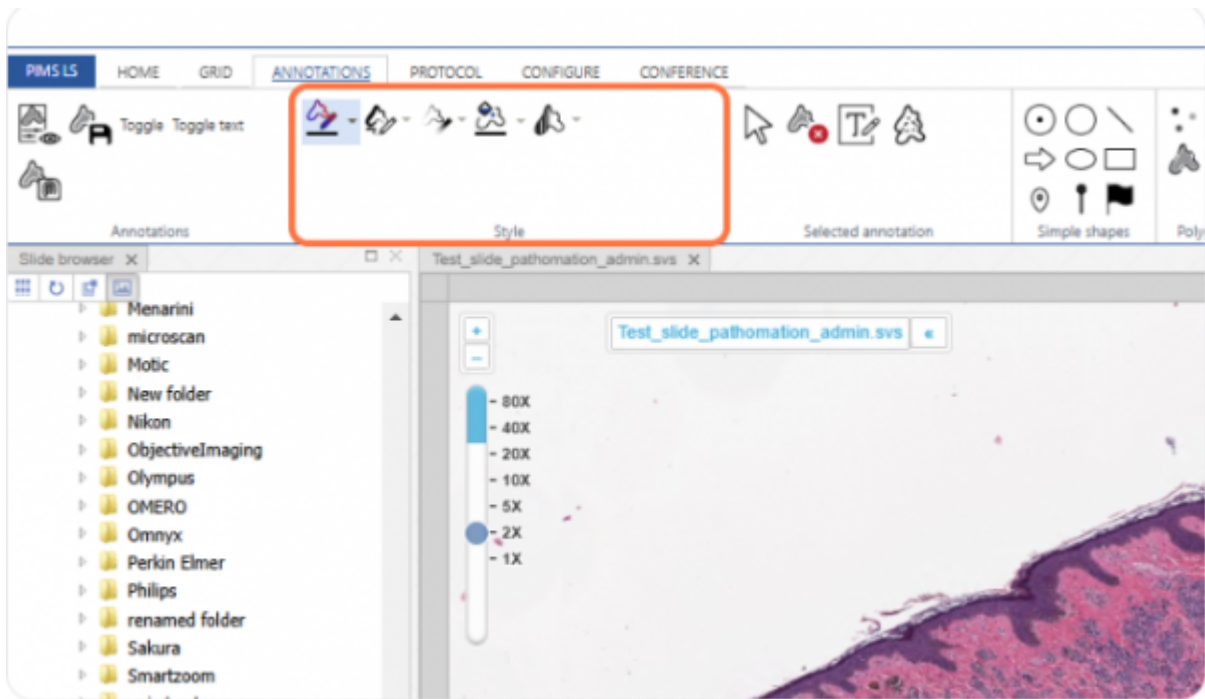 PIMS LS HOME GRID ANNOTATIONS PROTOCOL CONFIGURE CONFERENCE
Toggle Toggle text
Annotations Style Selected annotation Simple shapes Poly
Slide browser Test_slide_pathomation_admin.svs
Menarini
microscan
Motic
New folder
Nikon
ObjectiveImaging
Olympus
OMERO
Omnyx
Perkin Elmer
Philips
renamed folder
Sakura
Smartzoom
+
Test_slide_pathomation_admin.svs «
-
- 80X
- 40X
- 20X
- 10X
- 5X
- 2X
- 1X